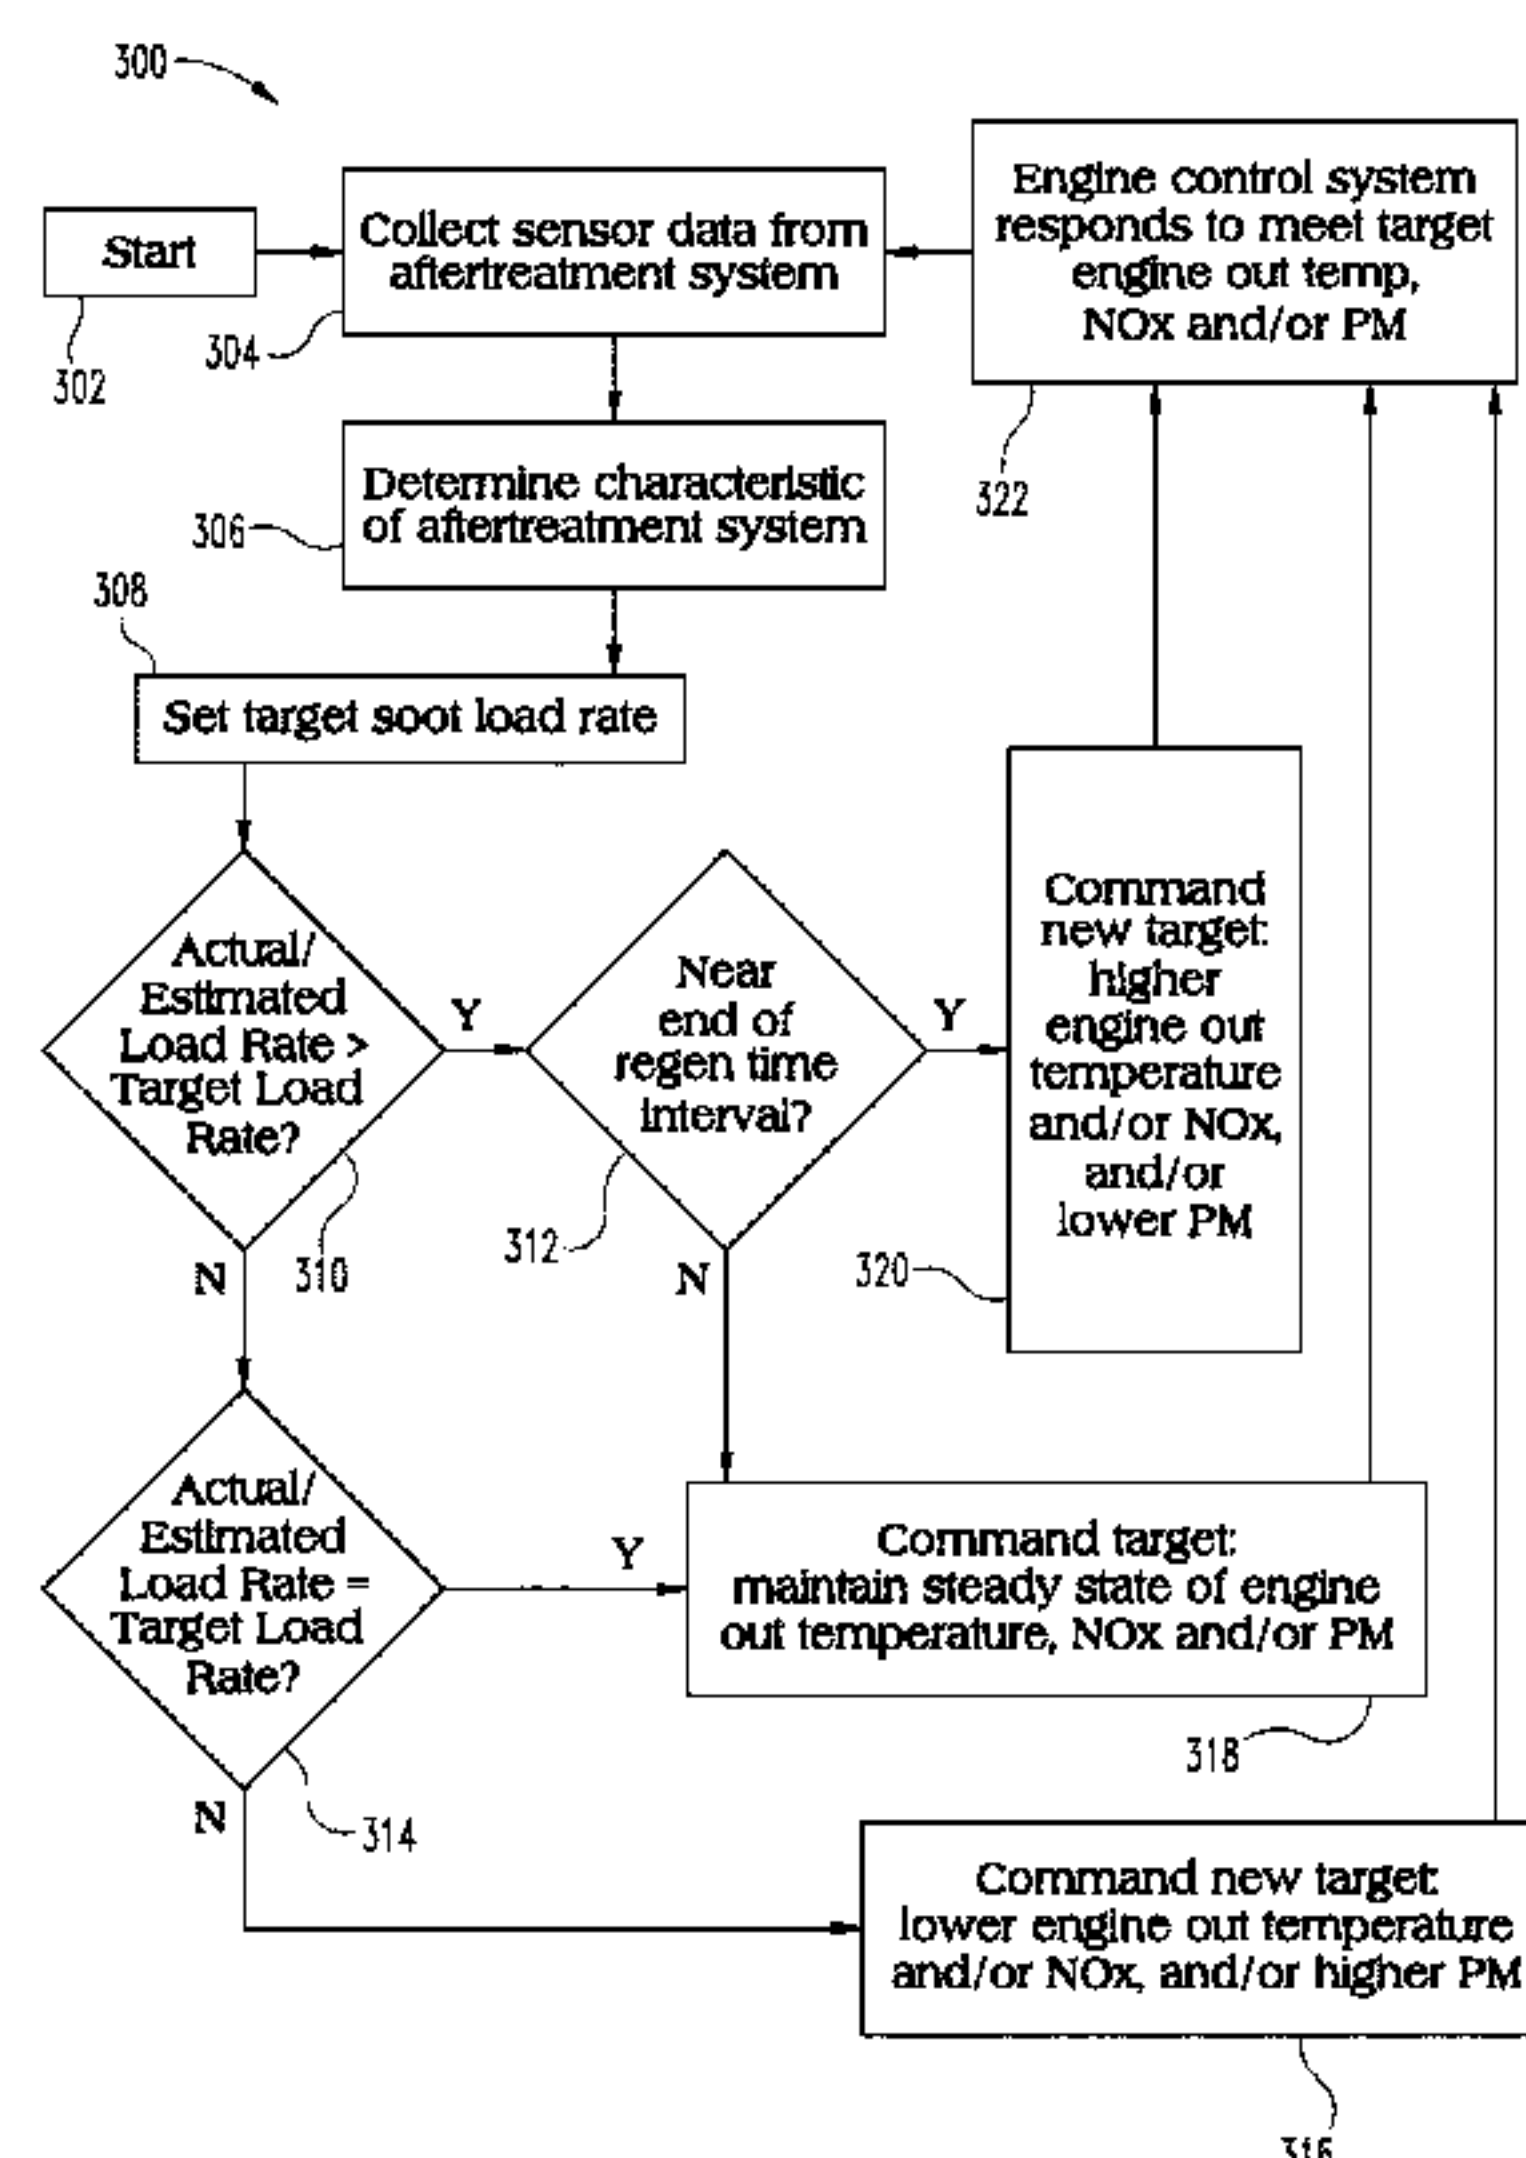 300
Start
302
Collect sensor data from
aftertreatment system
304
Engine control system
responds to meet target
engine out temp,
NOx and/or PM
322
Determine characteristic
of aftertreatment system
306
308
Set target soot load rate
Actual/
Estimated
Load Rate >
Target Load
Rate?
Y
N
310
Near
end of
regen time
interval?
Y
N
312
Command
new target:
higher
engine out
temperature
and/or NOx,
and/or
lower PM
320
Actual/
Estimated
Load Rate =
Target Load
Rate?
Y
N
314
Command target:
maintain steady state of engine
out temperature, NOx and/or PM
318
Command new target:
lower engine out temperature
and/or NOx, and/or higher PM
316